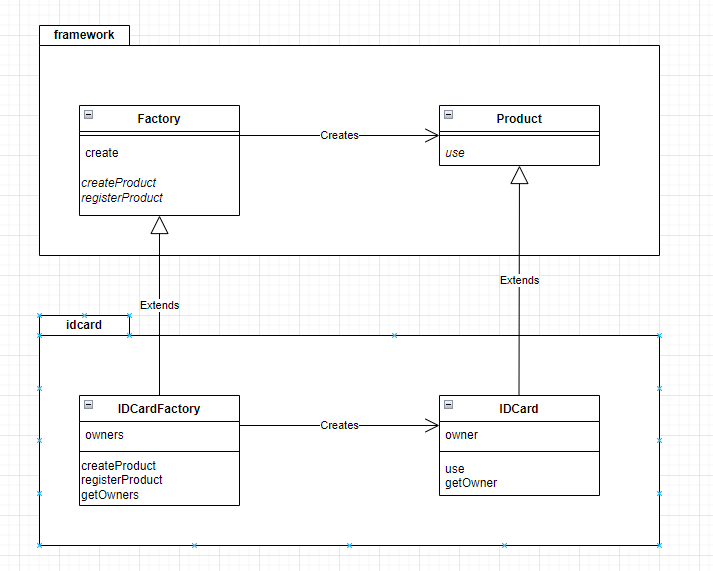 framework
Factory
create
createProduct
registerProduct
Creates
Product
use
Extends
Extends
idcard
IDCardFactory
owners
createProduct
registerProduct
getOwners
Creates
IDCard
owner
use
getOwner